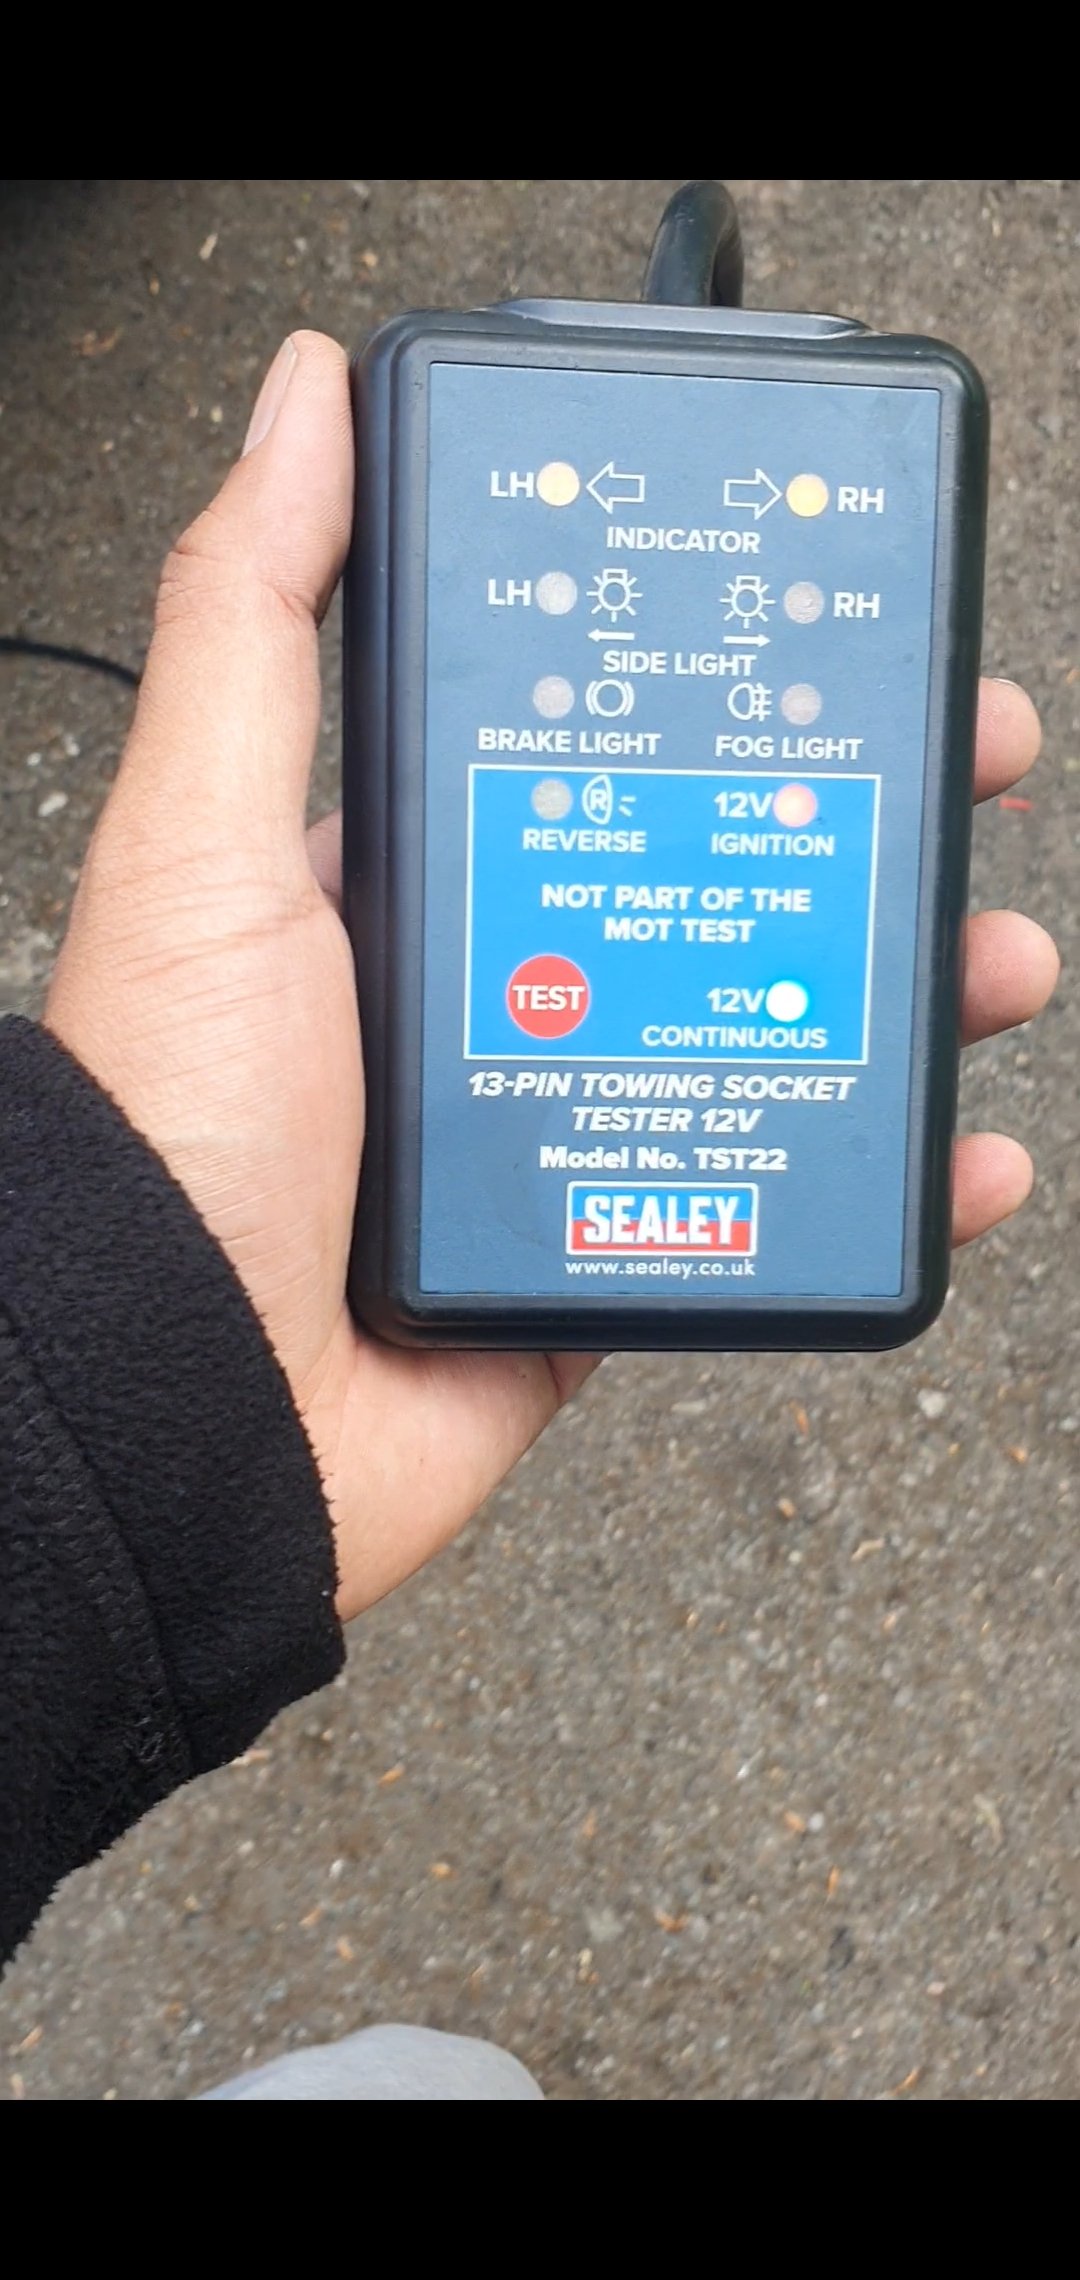 LH RH
INDICATOR
LH RH
SIDE LIGHT
BRAKE LIGHT FOG LIGHT
R 12V
REVERSE IGNITION
NOT PART OF THE
MOT TEST
TEST 12V
CONTINUOUS
13-PIN TOWING SOCKET
TESTER 12V
Model No. TST22
SEALEY
www.sealey.co.uk